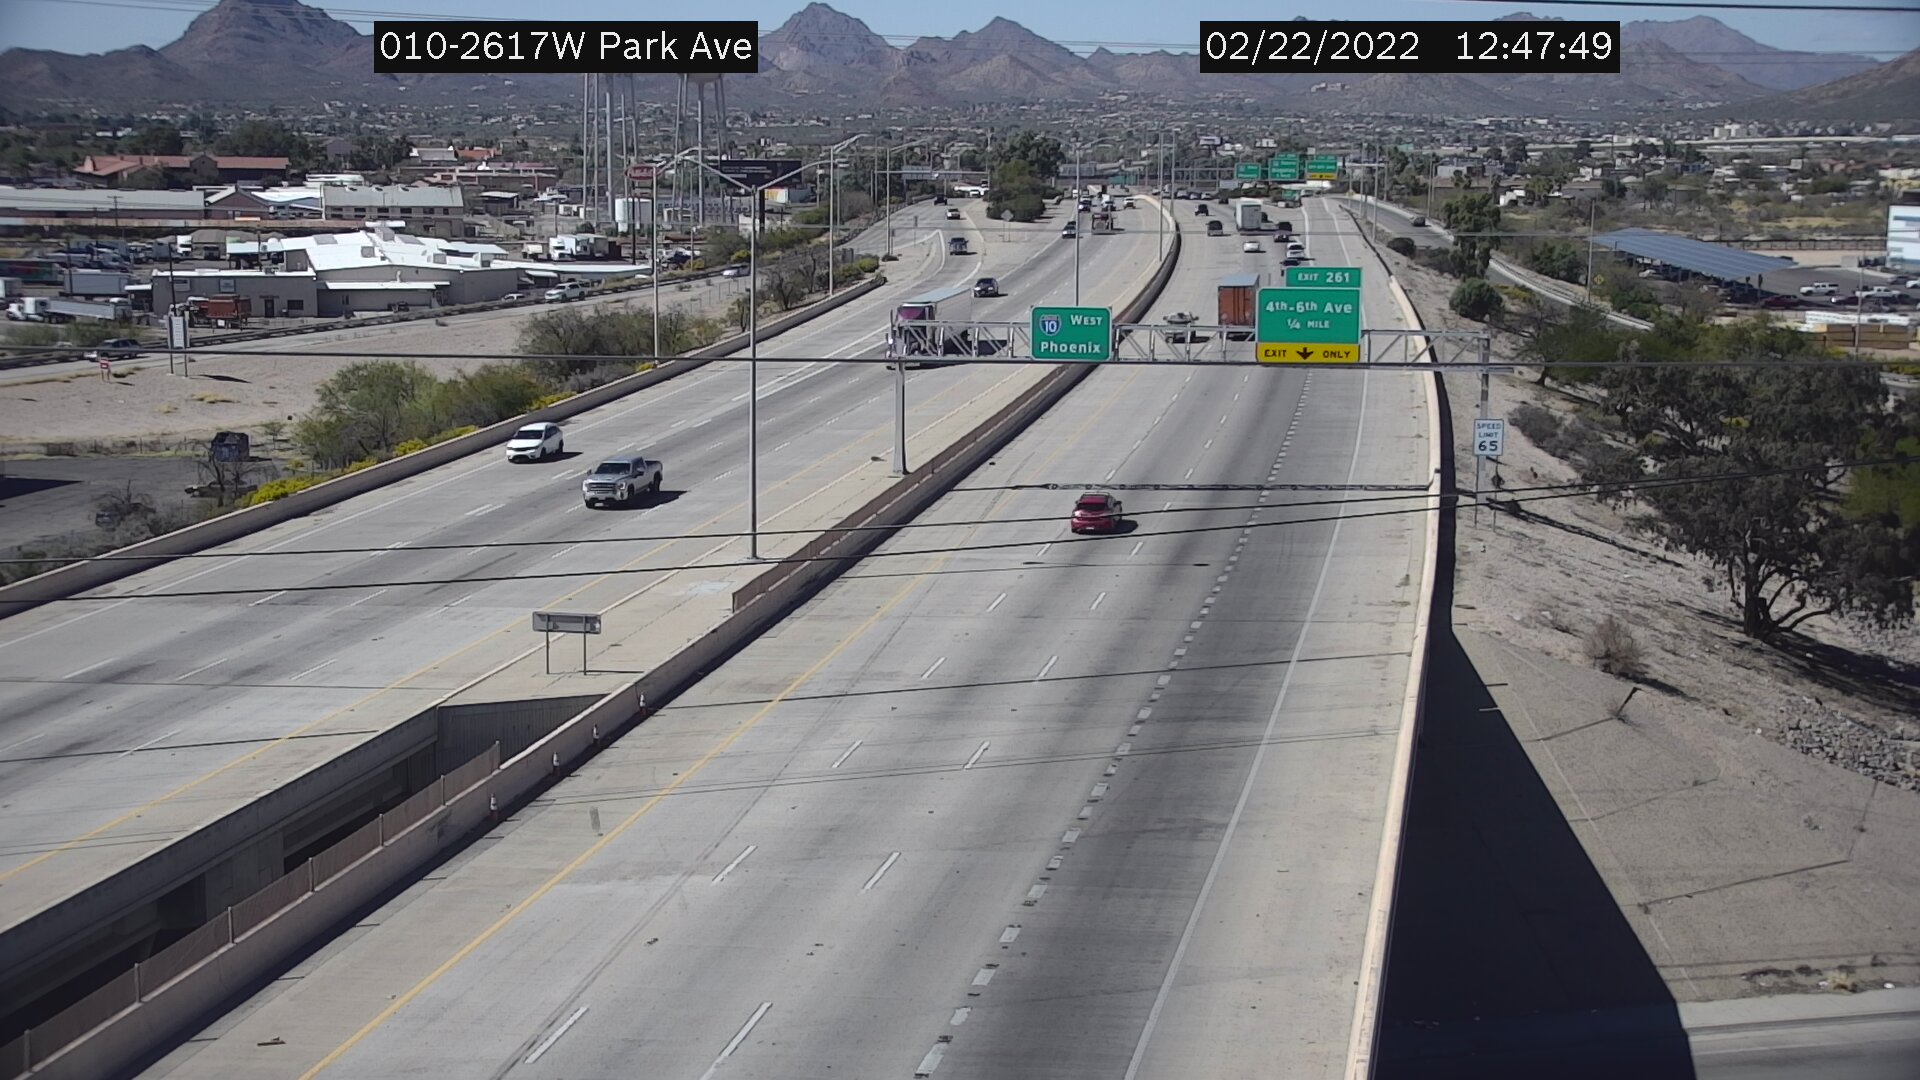 010-2617W Park Ave
02/22/2022 12:47:49
EXIT 261
4th-6th Ave
1/4 MILE
EXIT ONLY
10 WEST
Phoenix
SPEED
LIMIT
65